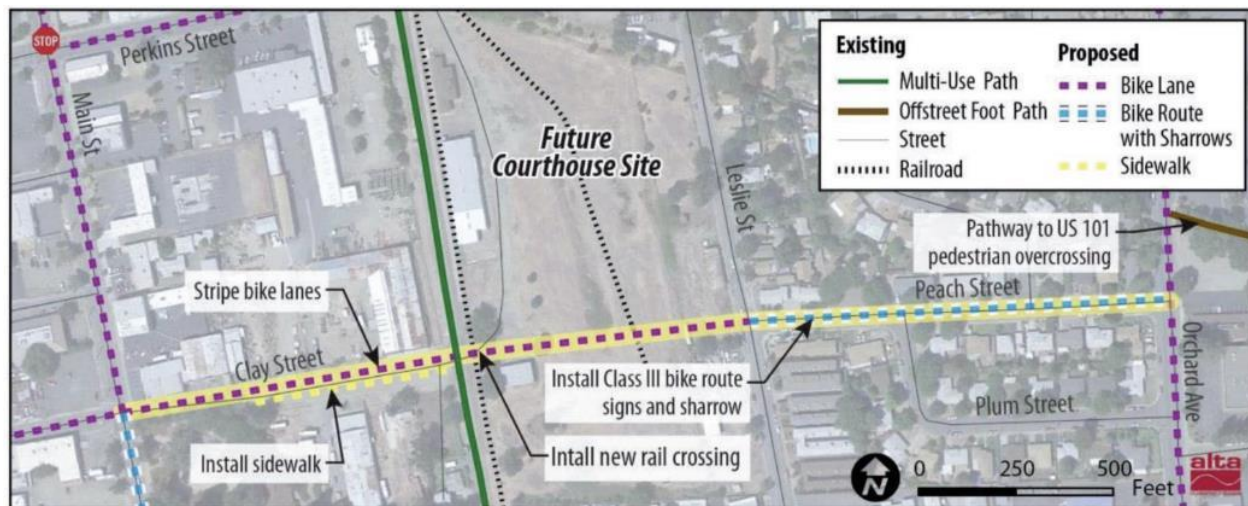 STOP
Perkins Street
Main St
Future
Courthouse Site
Leslie St
Existing
Multi-Use Path
Offstreet Foot Path
Street
Railroad
Proposed
Bike Lane
Bike Route
with Sharrows
Sidewalk
Pathway to US 101
pedestrian overcrossing
Peach Street
Stripe bike lanes
Clay Street
Install Class III bike route
signs and sharrow
Orchard Ave
Plum Street
Install sidewalk
Intall new rail crossing
N
0 250 500
Feet
alta